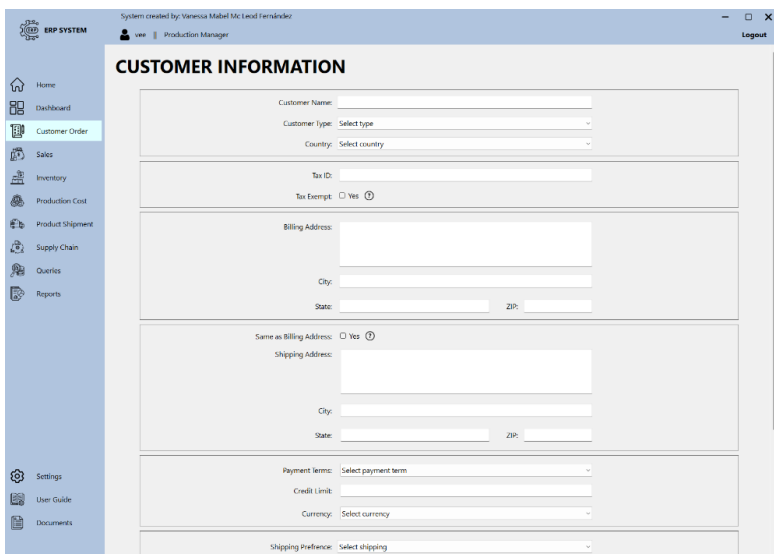 System created by: Vanessa Mabel Mc Leod Fernández
ERP
ERP SYSTEM
vee || Production Manager
Logout
Home
Dashboard
Customer Order
Sales
Inventory
Production Cost
Product Shipment
Supply Chain
Queries
Reports
Settings
User Guide
Documents
CUSTOMER INFORMATION
Customer Name:
Customer Type: Select type
Country: Select country
Tax ID:
Tax Exempt: Yes ?
Billing Address:
City:
State: ZIP:
Same as Billing Address: Yes ?
Shipping Address:
City:
State: ZIP:
Payment Terms: Select payment term
Credit Limit:
Currency: Select currency
Shipping Prefrence: Select shipping